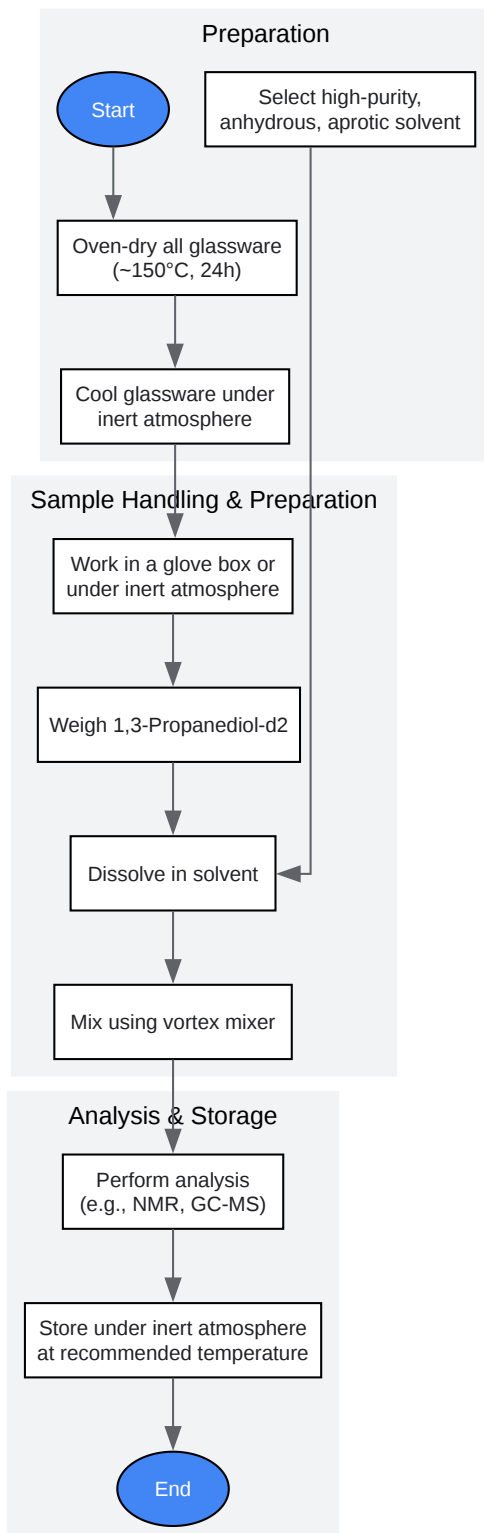 Preparation
Start
Select high-purity,
anhydrous, aprotic solvent
Oven-dry all glassware
(~150°C, 24h)
Cool glassware under
inert atmosphere
Sample Handling & Preparation
Work in a glove box or
under inert atmosphere
Weigh 1,3-Propanediol-d2
Dissolve in solvent
Mix using vortex mixer
Analysis & Storage
Perform analysis
(e.g., NMR, GC-MS)
Store under inert atmosphere
at recommended temperature
End